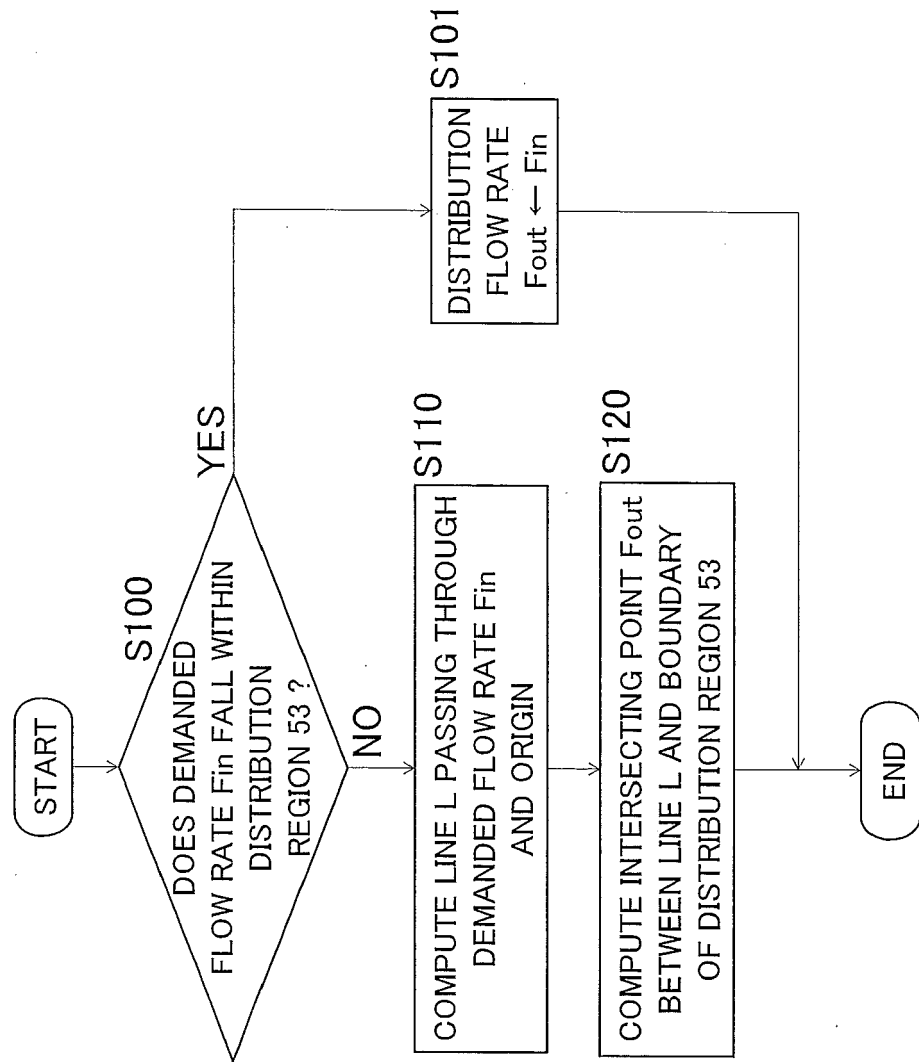 START
S100
DOES DEMANDED
FLOW RATE Fin FALL WITHIN
DISTRIBUTION
REGION 53 ?
YES
NO
S101
DISTRIBUTION
FLOW RATE
Fout ← Fin
S110
COMPUTE LINE L PASSING THROUGH
DEMANDED FLOW RATE Fin
AND ORIGIN
S120
COMPUTE INTERSECTING POINT Fout
BETWEEN LINE L AND BOUNDARY
OF DISTRIBUTION REGION 53
END